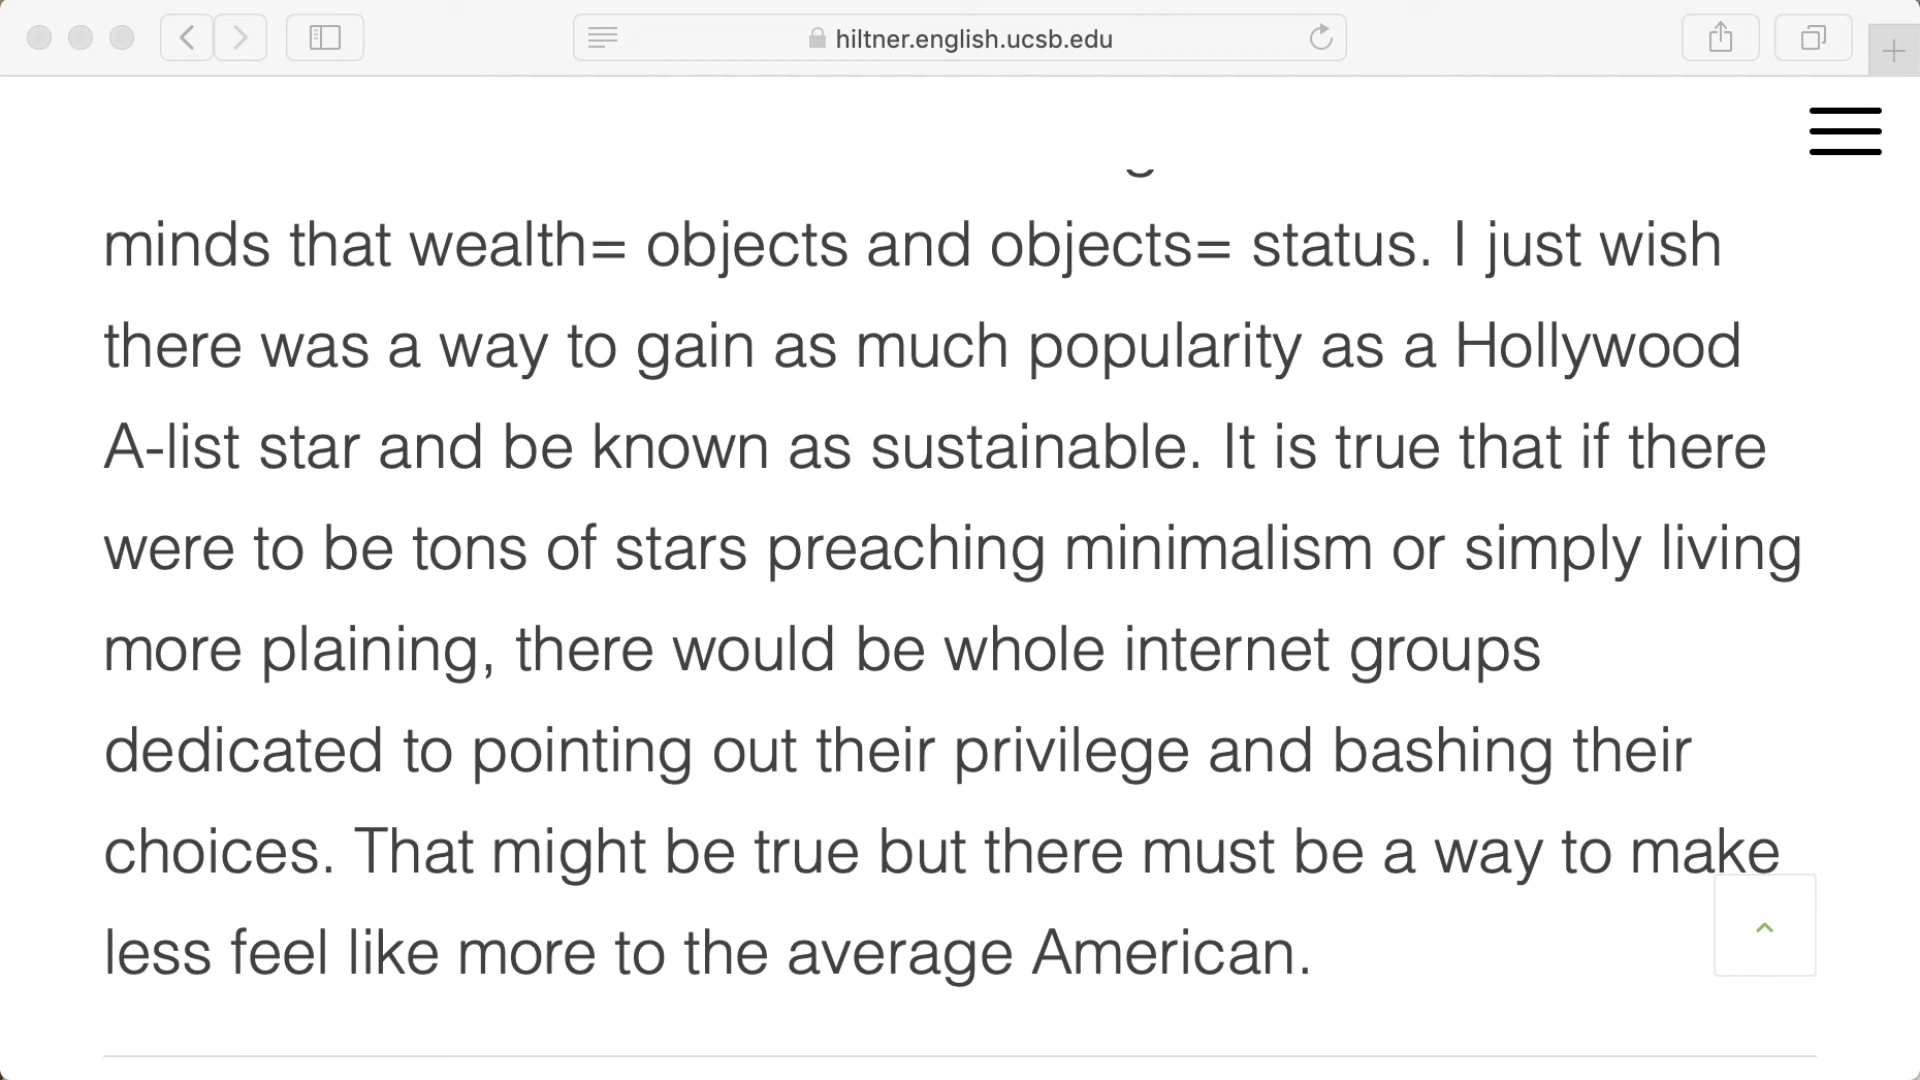 hiltner.english.ucsb.edu
minds that wealth= objects and objects= status. I just wish
there was a way to gain as much popularity as a Hollywood
A-list star and be known as sustainable. It is true that if there
were to be tons of stars preaching minimalism or simply living
more plaining, there would be whole internet groups
dedicated to pointing out their privilege and bashing their
choices. That might be true but there must be a way to make
less feel like more to the average American.